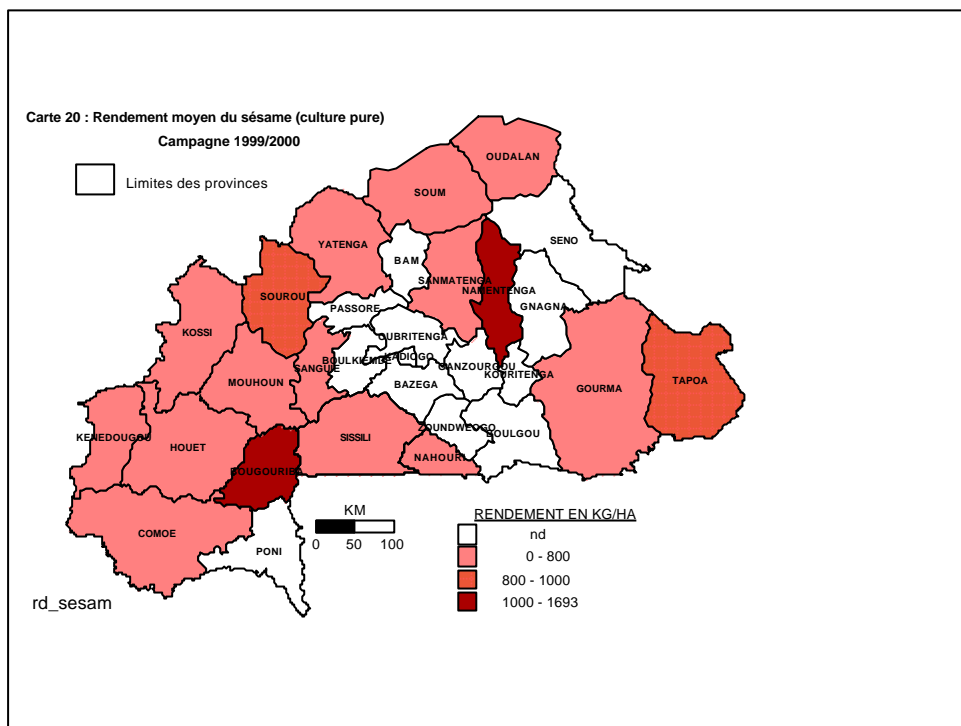 Carte 20 : Rendement moyen du sésame (culture pure)
Campagne 1999/2000
Limites des provinces
OUDALAN
SOUM
SENO
YATENGA
BAM
SANMATENGA
NAMENTENGA
GNAGNA
SOUROU
PASSORE
KOSSI
OUBRITENGA
BOULKIEMDE
KADIOGO
GANZOURGOU
SANGUIE
KOURITENGA
MOUHOUN
BAZEGA
GOURMA
TAPOA
KENEDOUGOU
HOUET
SISSILI
ZOUNDWEOGO
BOULGOU
NAHOURI
BOUGOURIBA
COMOE
PONI
KM
0 50 100
RENDEMENT EN KG/HA
nd
0 - 800
800 - 1000
1000 - 1693
rd_sesam